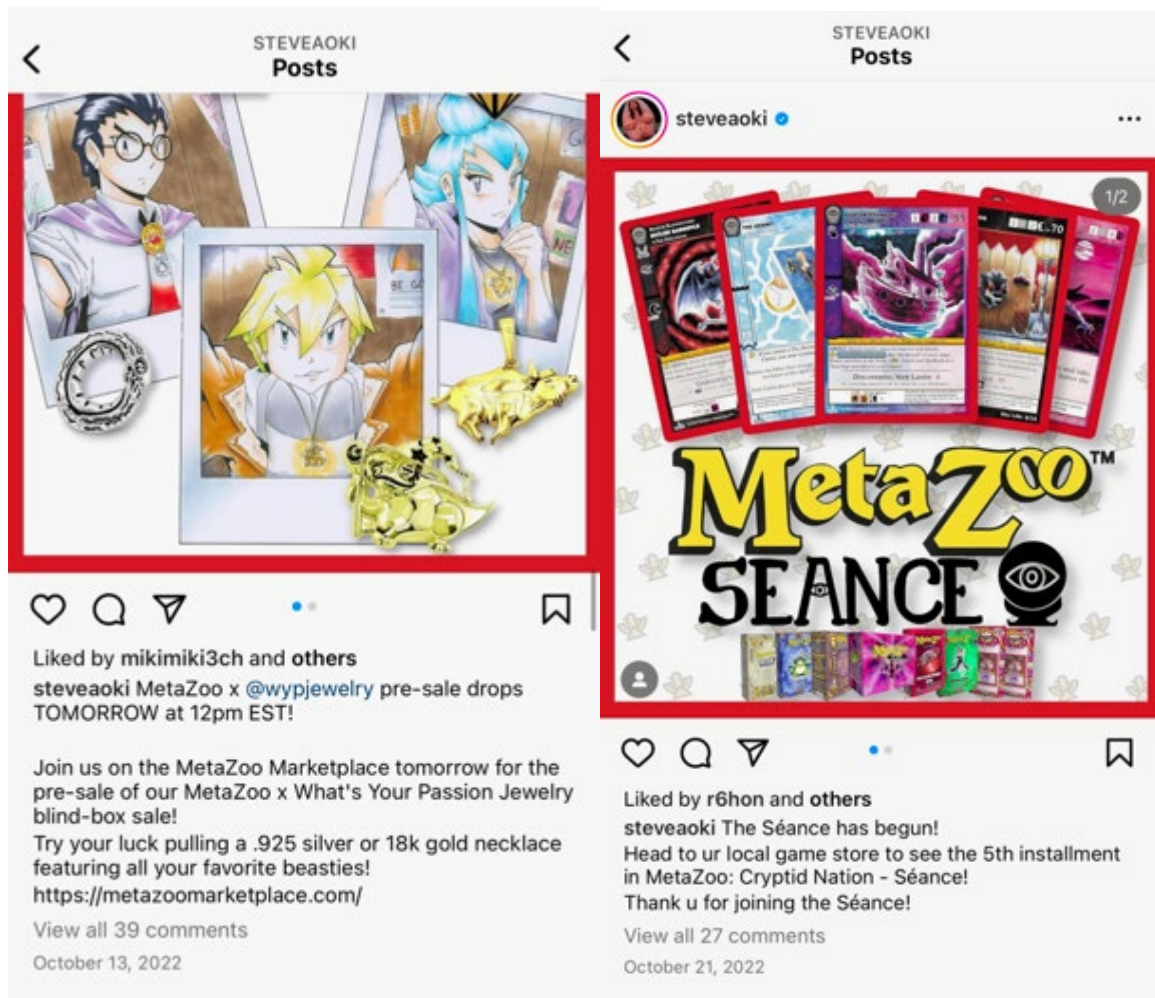 STEVEAOKI
Posts
BE GO
NE
Liked by mikimiki3ch and others
steveaoki MetaZoo x @wypjewelry pre-sale drops
TOMORROW at 12pm EST!
Join us on the MetaZoo Marketplace tomorrow for the
pre-sale of our MetaZoo x What's Your Passion Jewelry
blind-box sale!
Try your luck pulling a .925 silver or 18k gold necklace
featuring all your favorite beasties!
https://metazoomarketplace.com/
View all 39 comments
October 13, 2022
STEVEAOKI
Posts
steveaoki
1/2
70
MetaZoo™
SEANCE
Liked by r6hon and others
steveaoki The Séance has begun!
Head to ur local game store to see the 5th installment
in MetaZoo: Cryptid Nation - Séance!
Thank u for joining the Séance!
View all 27 comments
October 21, 2022